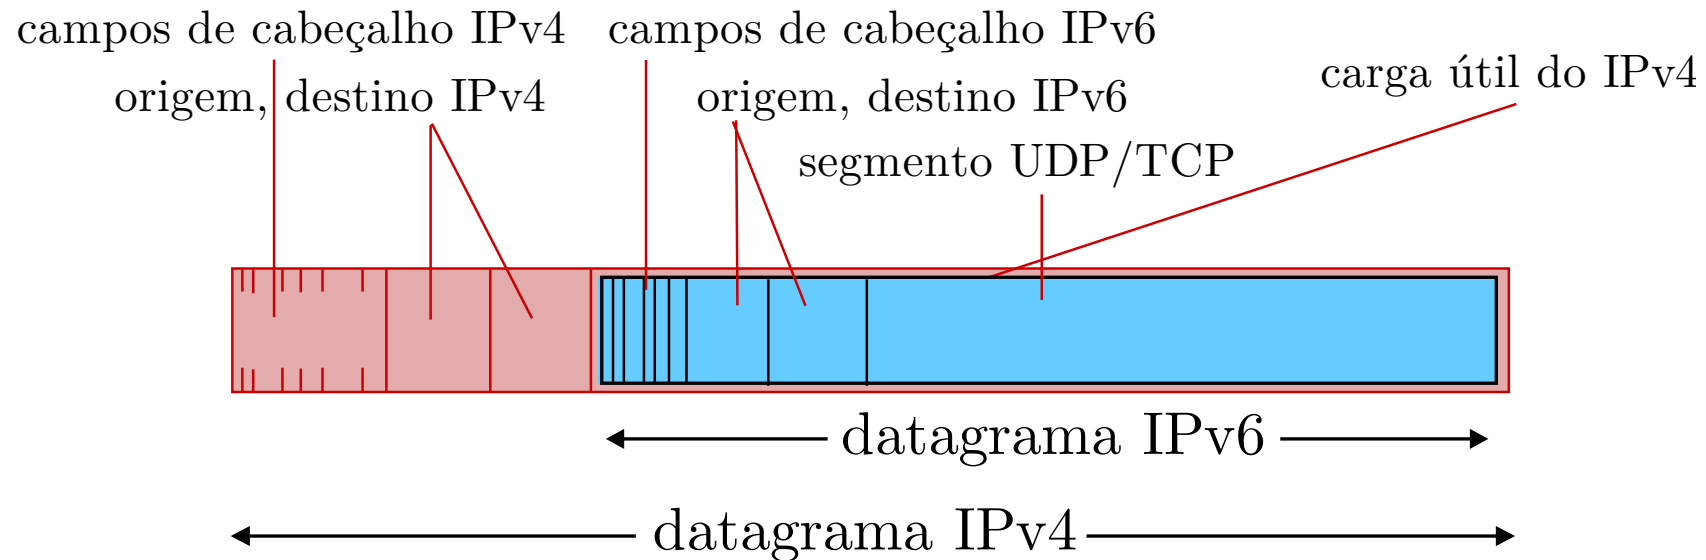 campos de cabeçalho IPv4
campos de cabeçalho IPv6
origem, destino IPv4
origem, destino IPv6
carga útil do IPv4
segmento UDP/TCP
datagrama IPv6
datagrama IPv4